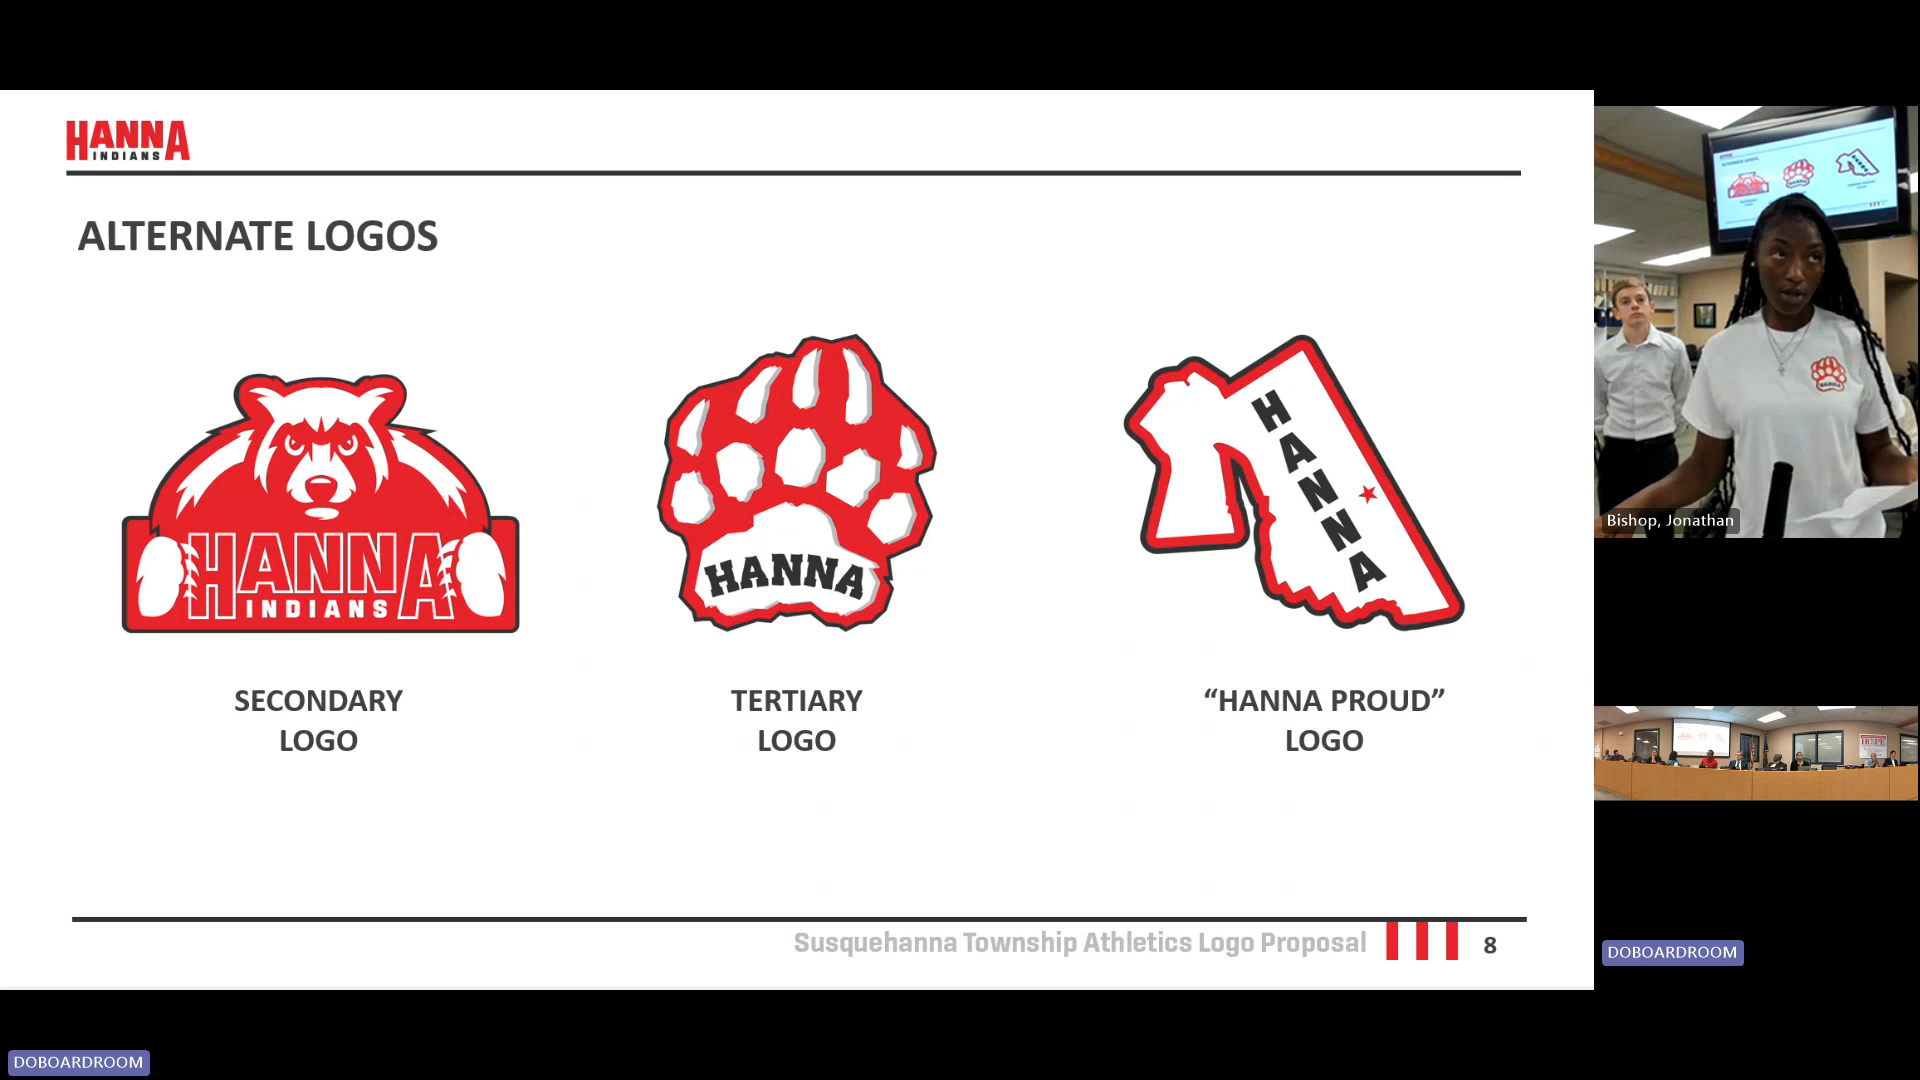 HANNA
INDIANS
ALTERNATE LOGOS
HANNA
INDIANS
HANNA
HANNA
SECONDARY
LOGO
TERTIARY
LOGO
“HANNA PROUD”
LOGO
Susquehanna Township Athletics Logo Proposal
8
Bishop, Jonathan
HOPE
DOBOARDROOM
DOBOARDROOM